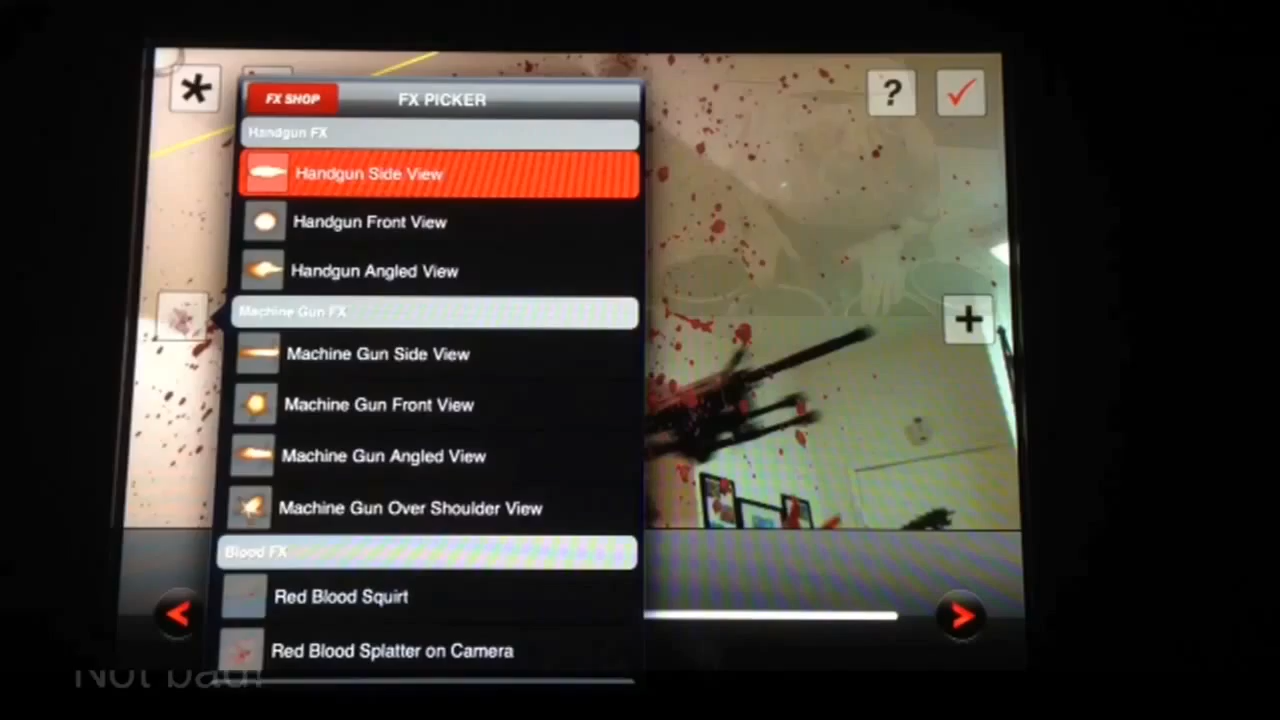 FX SHOP FX PICKER
Handgun FX
Handgun Side View
Handgun Front View
Handgun Angled View
Machine Gun FX
Machine Gun Side View
Machine Gun Front View
Machine Gun Angled View
Machine Gun Over Shoulder View
Blood FX
Red Blood Squirt
Red Blood Splatter on Camera
Not bad!